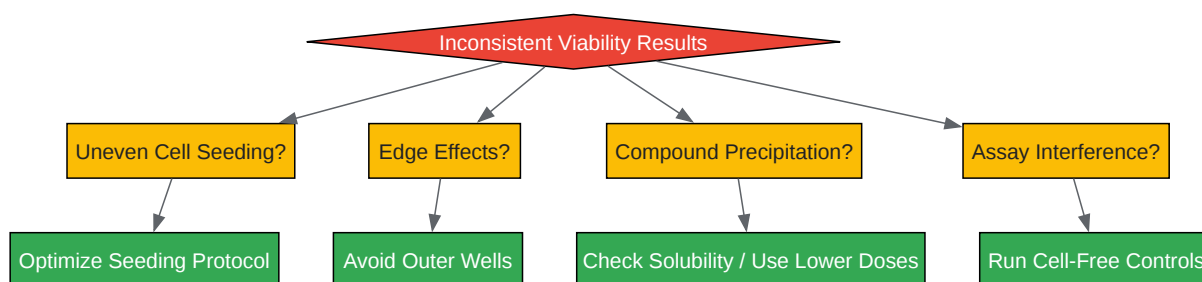 Inconsistent Viability Results
Uneven Cell Seeding?
Edge Effects?
Compound Precipitation?
Assay Interference?
Optimize Seeding Protocol
Avoid Outer Wells
Check Solubility / Use Lower Doses
Run Cell-Free Controls